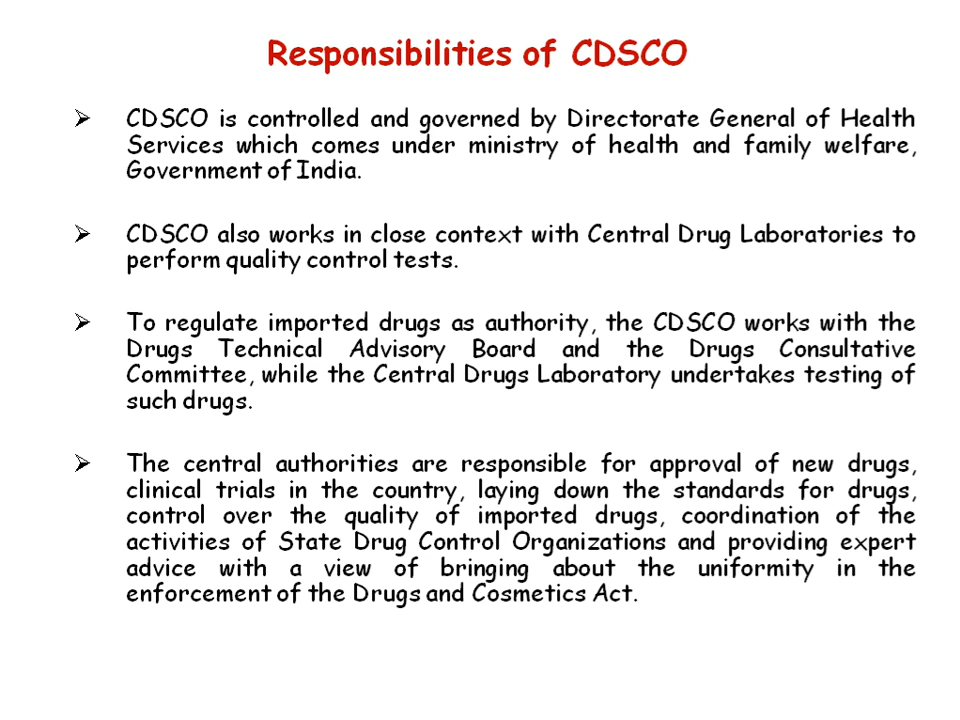 Responsibilities of CDSCO
➢ CDSCO is controlled and governed by Directorate General of Health
Services which comes under ministry of health and family welfare,
Government of India.
➢ CDSCO also works in close context with Central Drug Laboratories to
perform quality control tests.
➢ To regulate imported drugs as authority, the CDSCO works with the
Drugs Technical Advisory Board and the Drugs Consultative
Committee, while the Central Drugs Laboratory undertakes testing of
such drugs.
➢ The central authorities are responsible for approval of new drugs,
clinical trials in the country, laying down the standards for drugs,
control over the quality of imported drugs, coordination of the
activities of State Drug Control Organizations and providing expert
advice with a view of bringing about the uniformity in the
enforcement of the Drugs and Cosmetics Act.